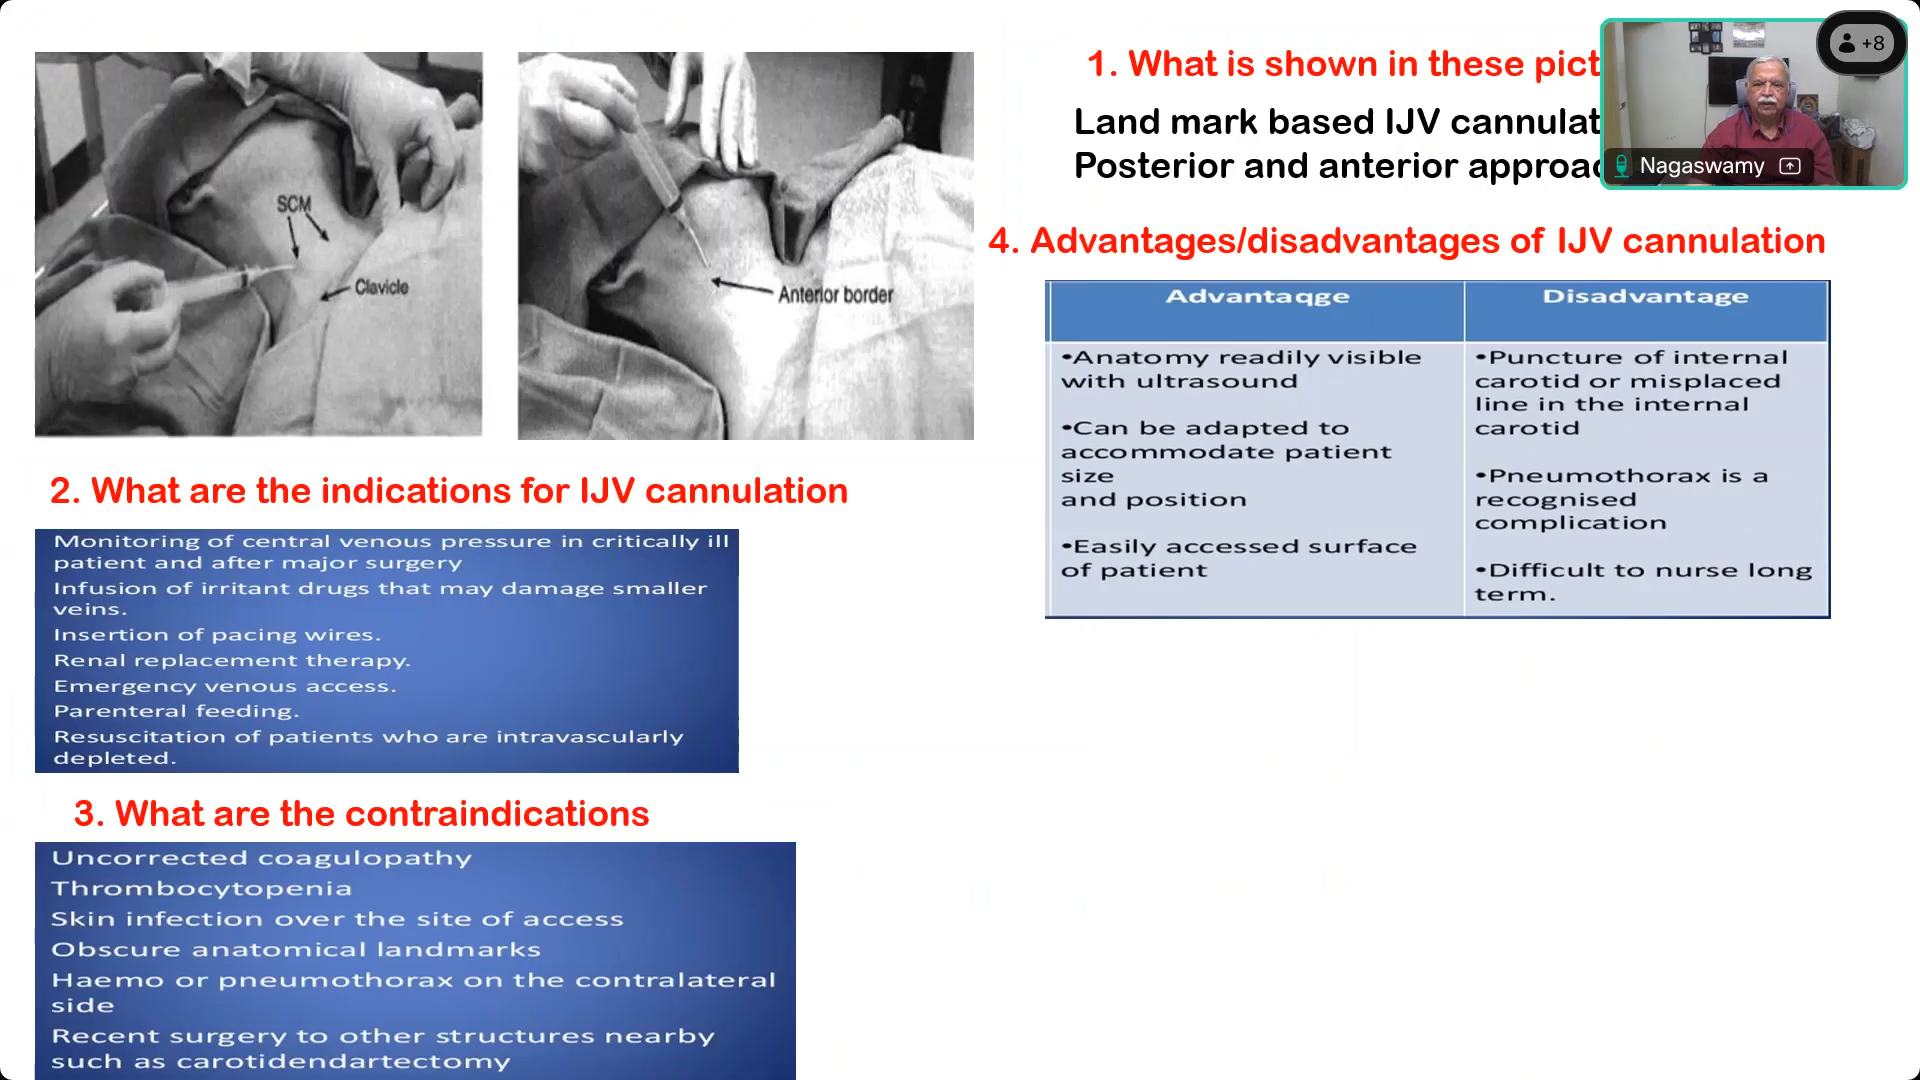 1. What is shown in these pict
Land mark based IJV cannulat
Posterior and anterior approac
+8
Nagaswamy
SCM
Clavicle
Anterior border
4. Advantages/disadvantages of IJV cannulation
Advantaqge
Disadvantage
•Anatomy readily visible
with ultrasound
•Can be adapted to
accommodate patient
size
and position
•Easily accessed surface
of patient
•Puncture of internal
carotid or misplaced
line in the internal
carotid
•Pneumothorax is a
recognised
complication
•Difficult to nurse long
term.
2. What are the indications for IJV cannulation
Monitoring of central venous pressure in critically ill
patient and after major surgery
Infusion of irritant drugs that may damage smaller
veins.
Insertion of pacing wires.
Renal replacement therapy.
Emergency venous access.
Parenteral feeding.
Resuscitation of patients who are intravascularly
depleted.
3. What are the contraindications
Uncorrected coagulopathy
Thrombocytopenia
Skin infection over the site of access
Obscure anatomical landmarks
Haemo or pneumothorax on the contralateral
side
Recent surgery to other structures nearby
such as carotidendartectomy